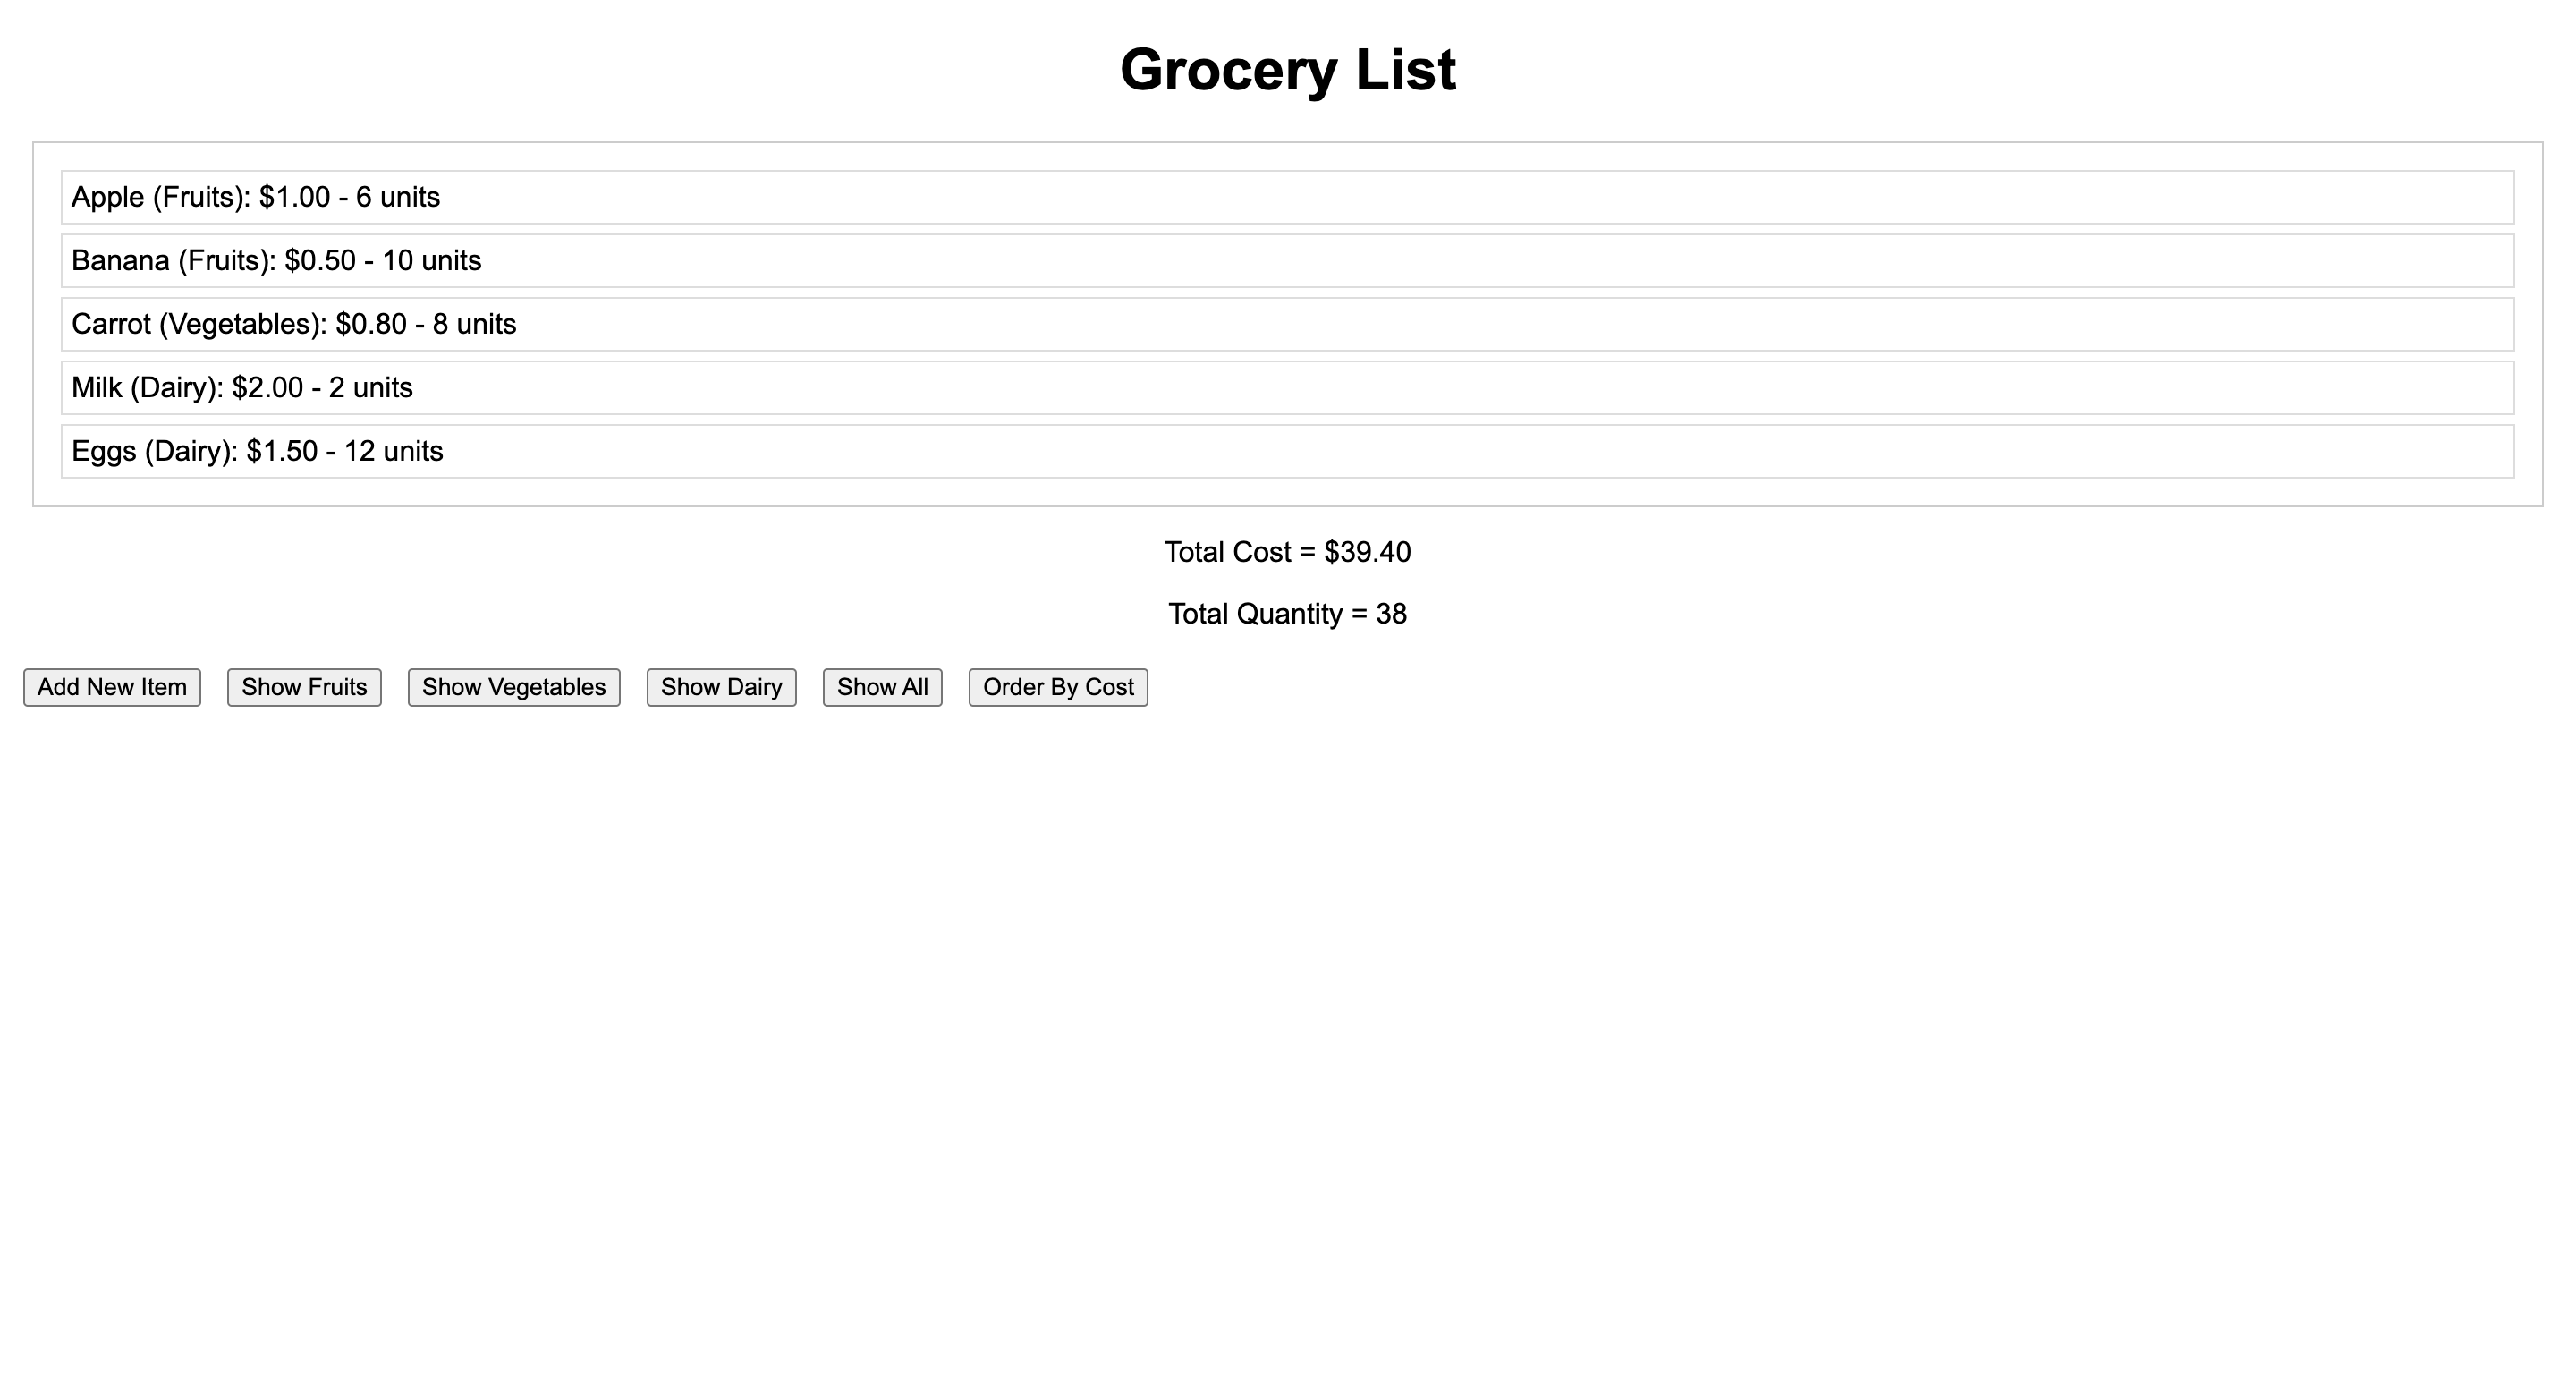 Grocery List
Apple (Fruits): $1.00 - 6 units
Banana (Fruits): $0.50 - 10 units
Carrot (Vegetables): $0.80 - 8 units
Milk (Dairy): $2.00 - 2 units
Eggs (Dairy): $1.50 - 12 units
Total Cost = $39.40
Total Quantity = 38
Add New Item Show Fruits Show Vegetables Show Dairy Show All Order By Cost